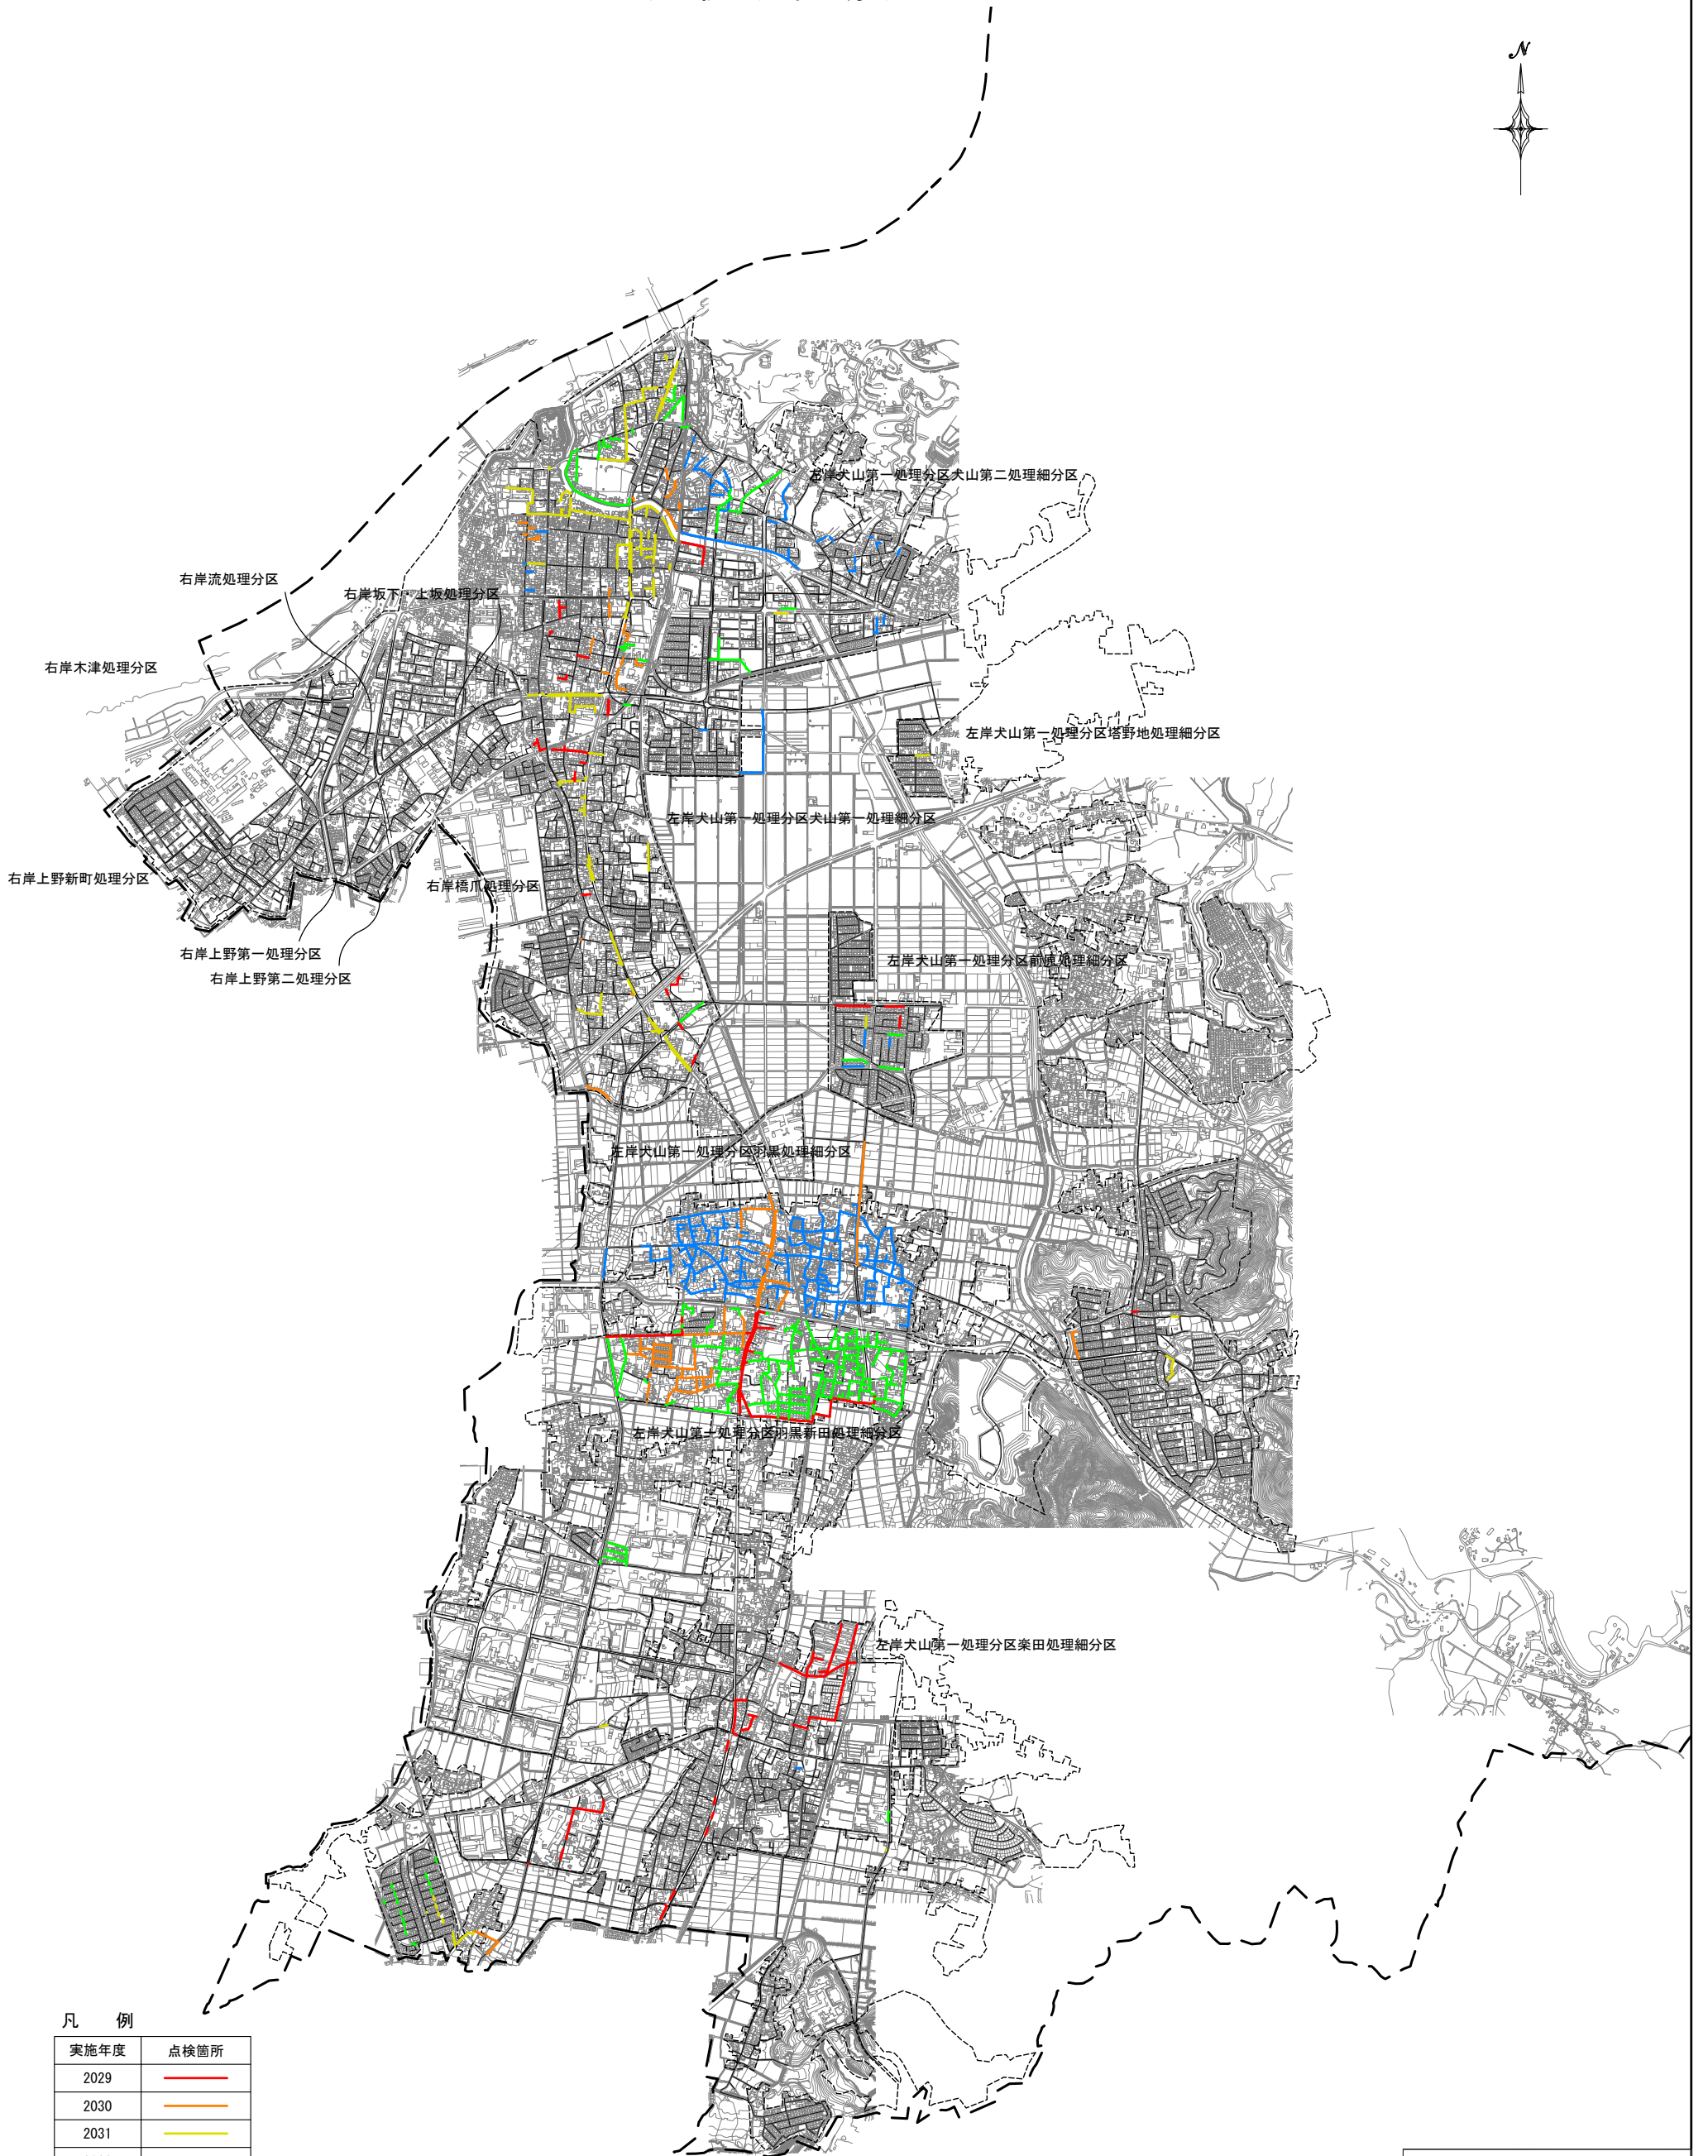 N
左岸犬山第一処理分区犬山第二処理細分区
右岸流処理分区
右岸坂下・上坂処理分区
右岸木津処理分区
左岸犬山第一処理分区塔野地処理細分区
左岸犬山第一処理分区犬山第一処理細分区
右岸上野新町処理分区
右岸橋爪処理分区
右岸上野第一処理分区
左岸犬山第一処理分区前原処理細分区
右岸上野第二処理分区
左岸犬山第一処理分区羽黒処理細分区
左岸犬山第一処理分区羽黒新田処理細分区
左岸犬山第一処理分区楽田処理細分区
凡 例
実施年度 点検箇所
2029
2030
2031